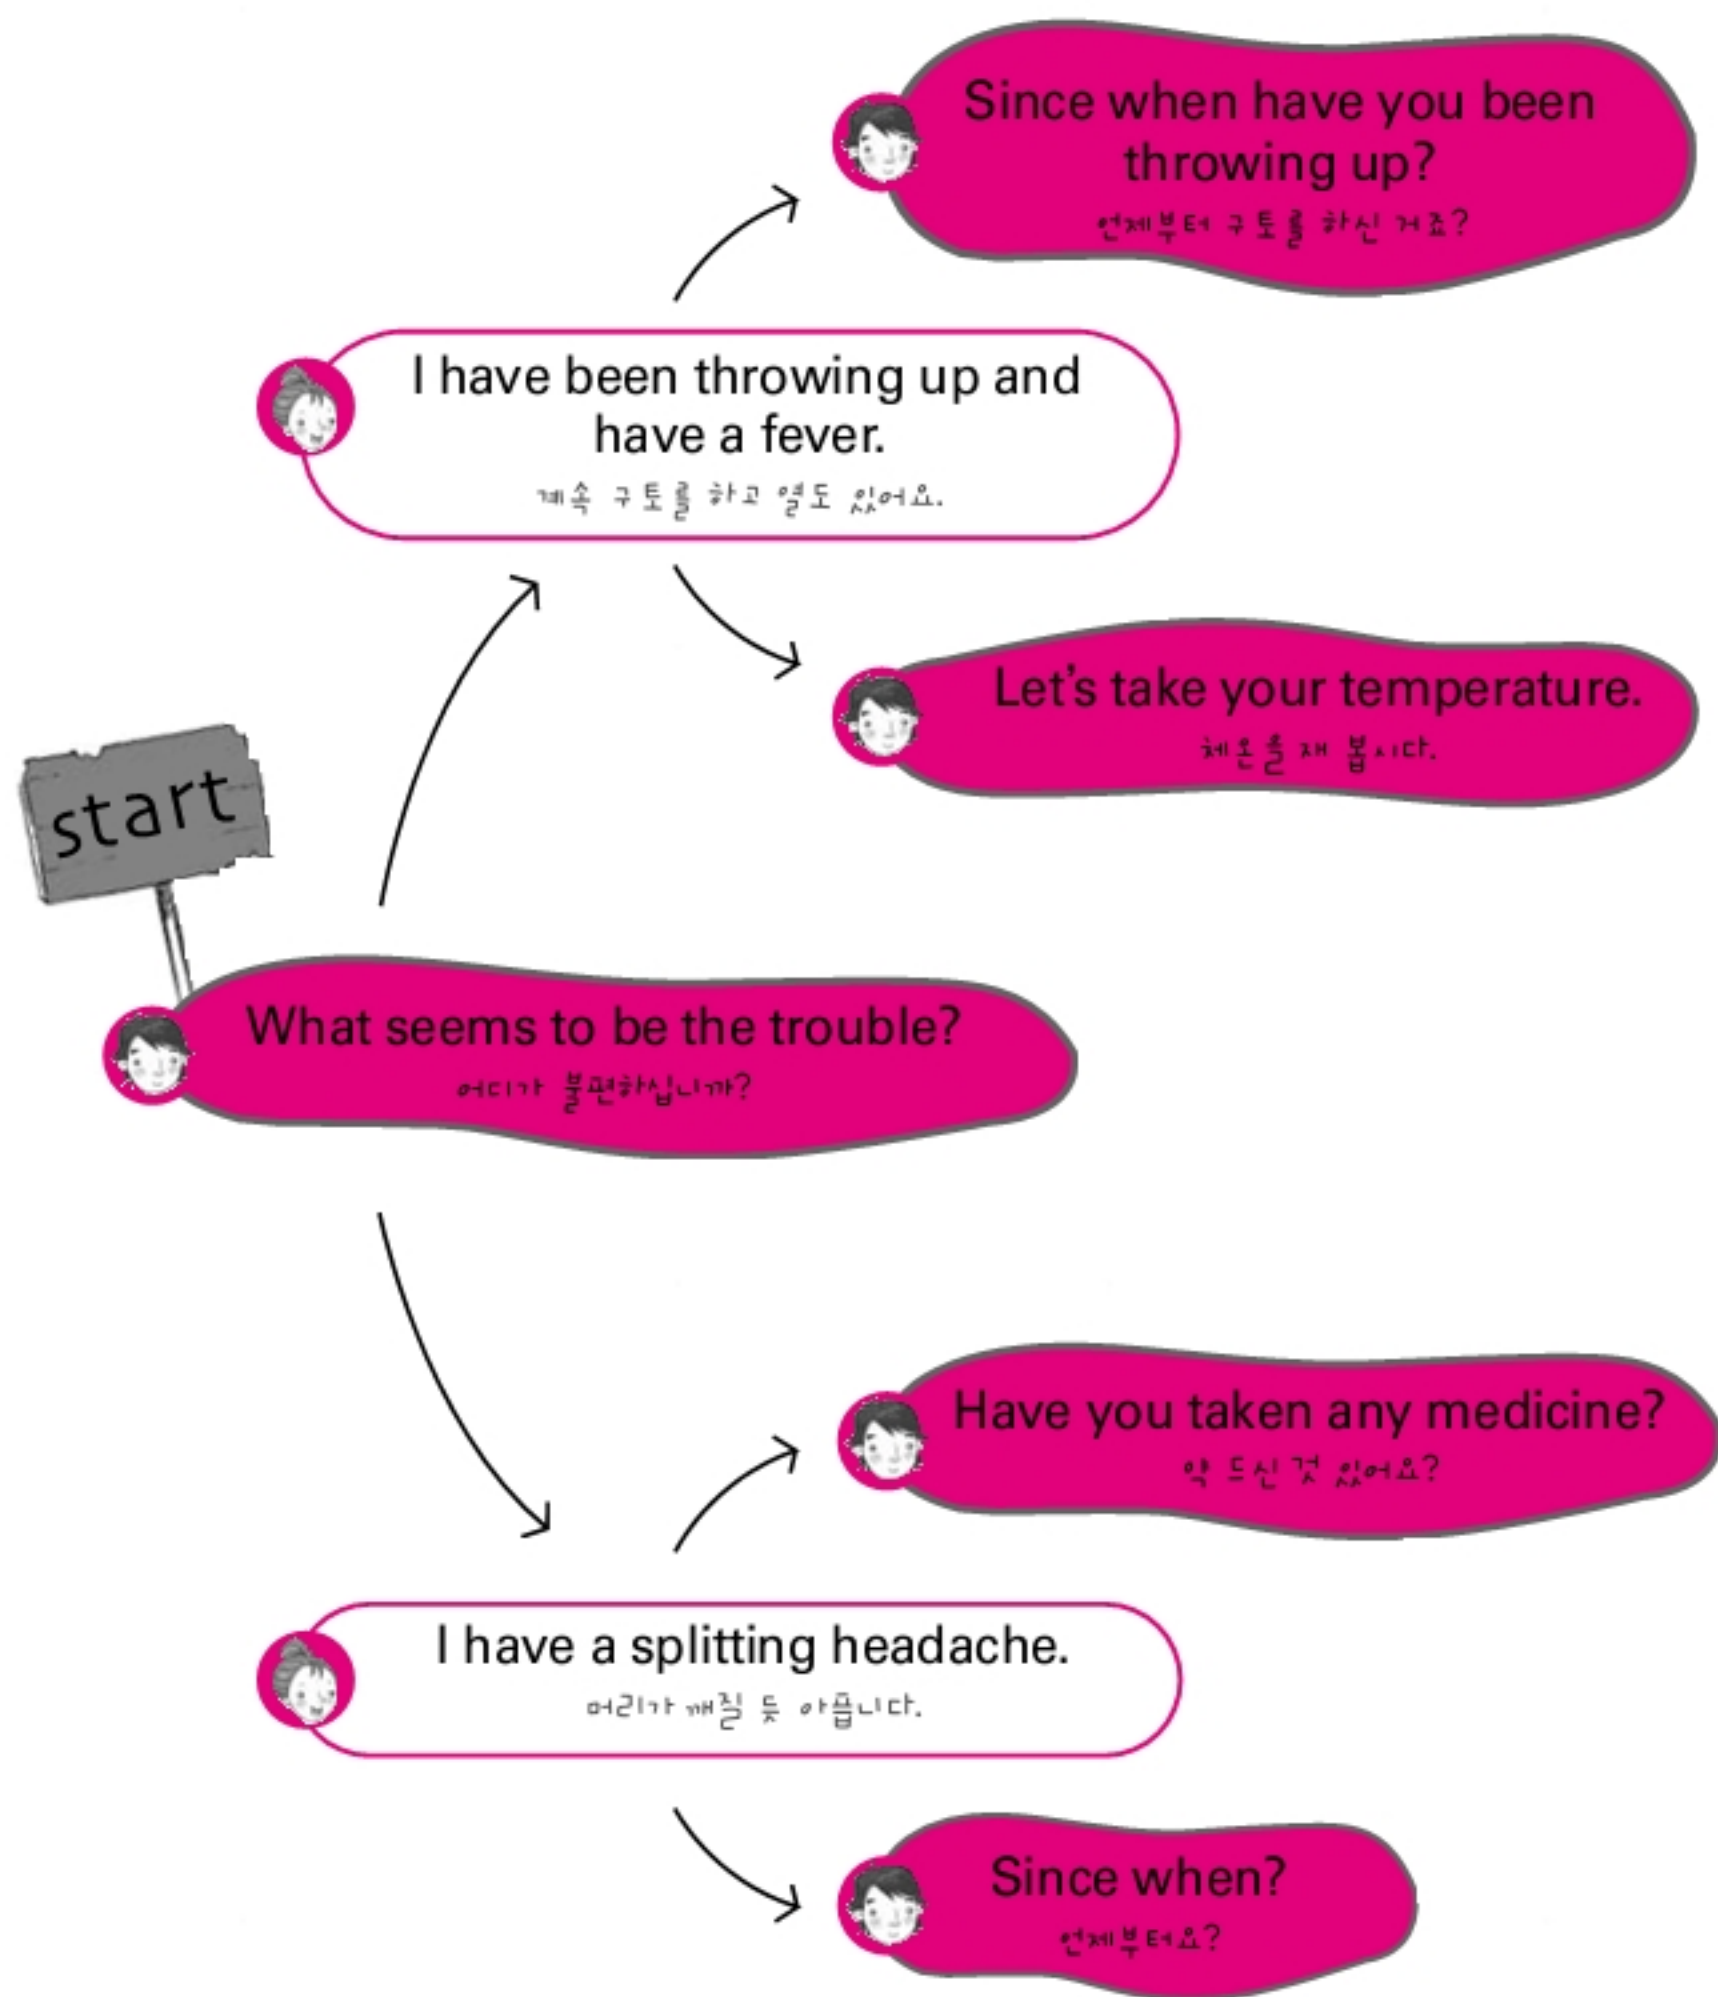 Since when have you been
throwing up?
언제부터 구토를 하신 거죠?
I have been throwing up and
have a fever.
계속 구토를 하고 열도 있어요.
Let's take your temperature.
체온을 재 봅시다.
start
What seems to be the trouble?
어디가 불편하십니까?
Have you taken any medicine?
약 드신 것 있어요?
I have a splitting headache.
머리가 깨질 듯 아픕니다.
Since when?
언제부터요?